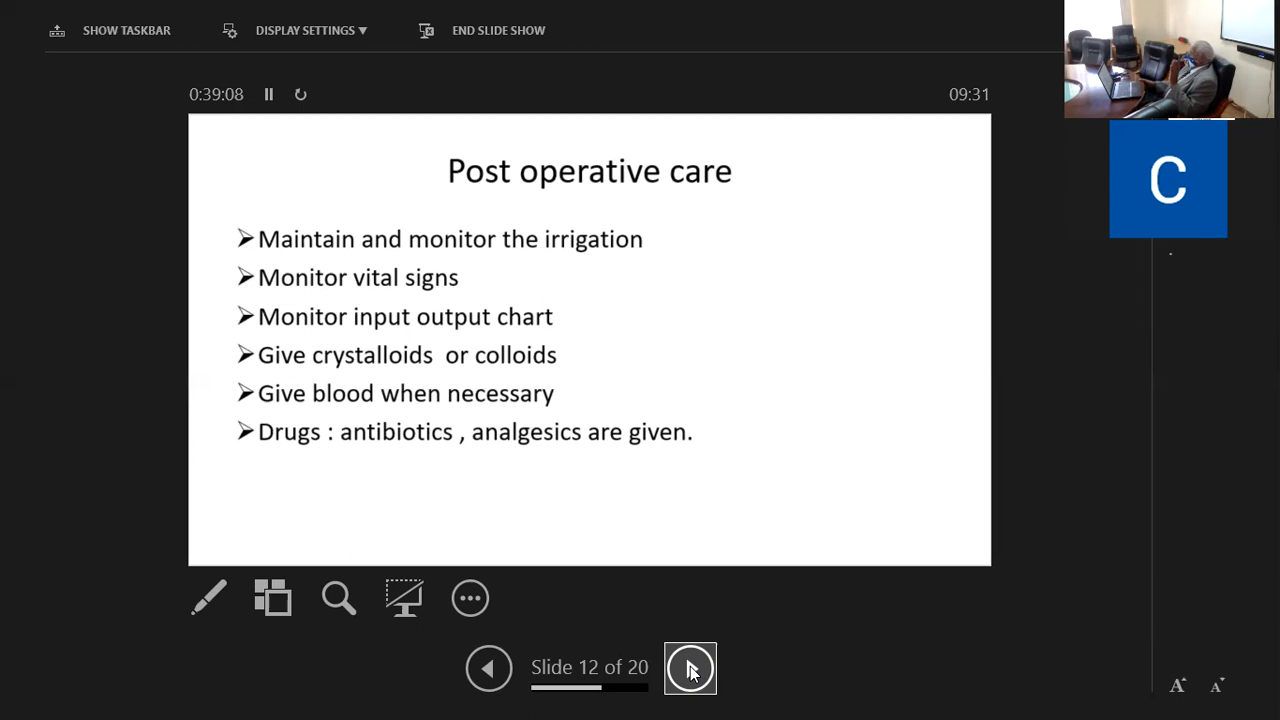 SHOW TASKBAR
DISPLAY SETTINGS ▼
END SLIDE SHOW
0:39:08
09:31
Post operative care
➢Maintain and monitor the irrigation
➢Monitor vital signs
➢Monitor input output chart
➢Give crystalloids or colloids
➢Give blood when necessary
➢Drugs : antibiotics , analgesics are given.
C
Slide 12 of 20
A A